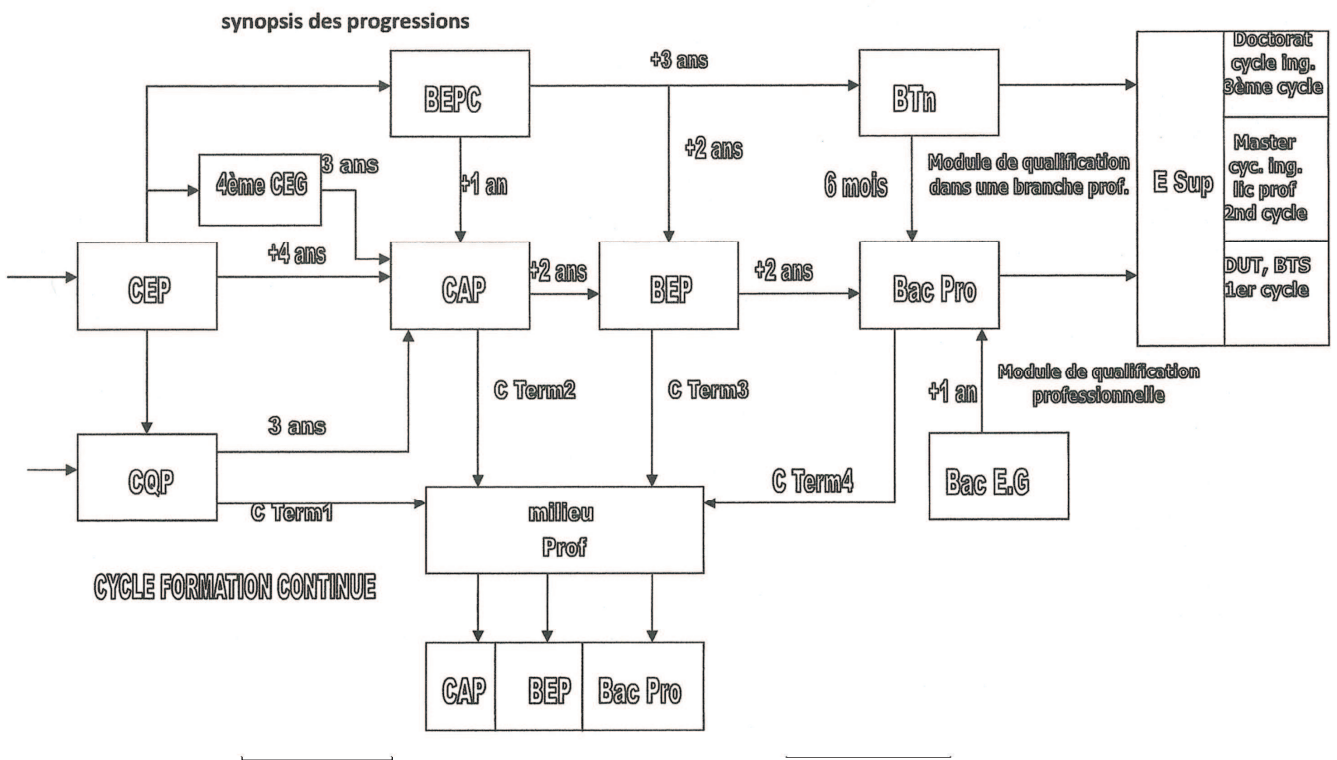 synopsis des progressions
BEPC
+3 ans
BTn
Doctorat
cycle ing.
3ème cycle
4ème CEG
3 ans
+1 an
+2 ans
6 mois
Module de qualification
dans une branche prof.
E Sup
Master
cyc. ing.
lic prof
2nd cycle
CEP
+4 ans
CAP
+2 ans
BEP
+2 ans
Bac Pro
DUT, BTS
1er cycle
C Term2
C Term3
+1 an
Module de qualification
professionnelle
CQP
3 ans
C Term1
milieu
Prof
C Term4
Bac E.G
CYCLE FORMATION CONTINUE
CAP
BEP
Bac Pro